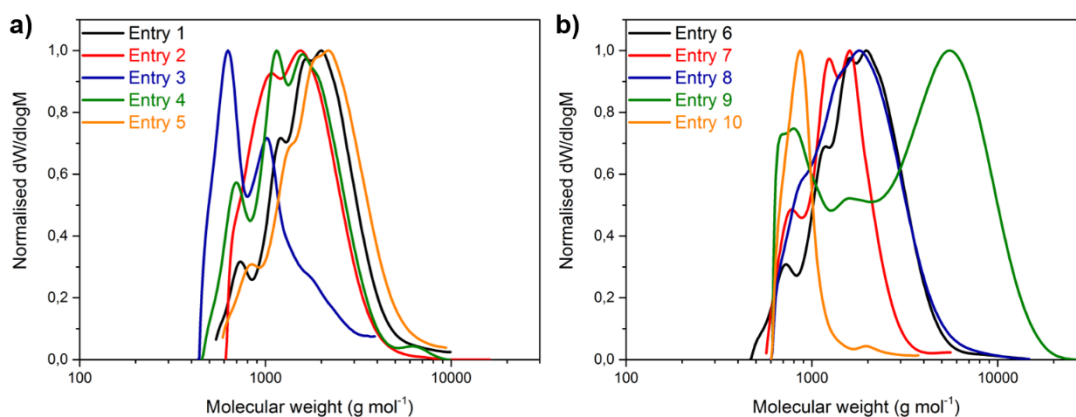 a)
Normalised dW/dlogM
1,0
0,8
0,6
0,4
0,2
0,0
Entry 1
Entry 2
Entry 3
Entry 4
Entry 5
100
1000
10000
Molecular weight (g mol⁻¹)
b)
Normalised dW/dlogM
1,0
0,8
0,6
0,4
0,2
0,0
Entry 6
Entry 7
Entry 8
Entry 9
Entry 10
100
1000
10000
Molecular weight (g mol⁻¹)